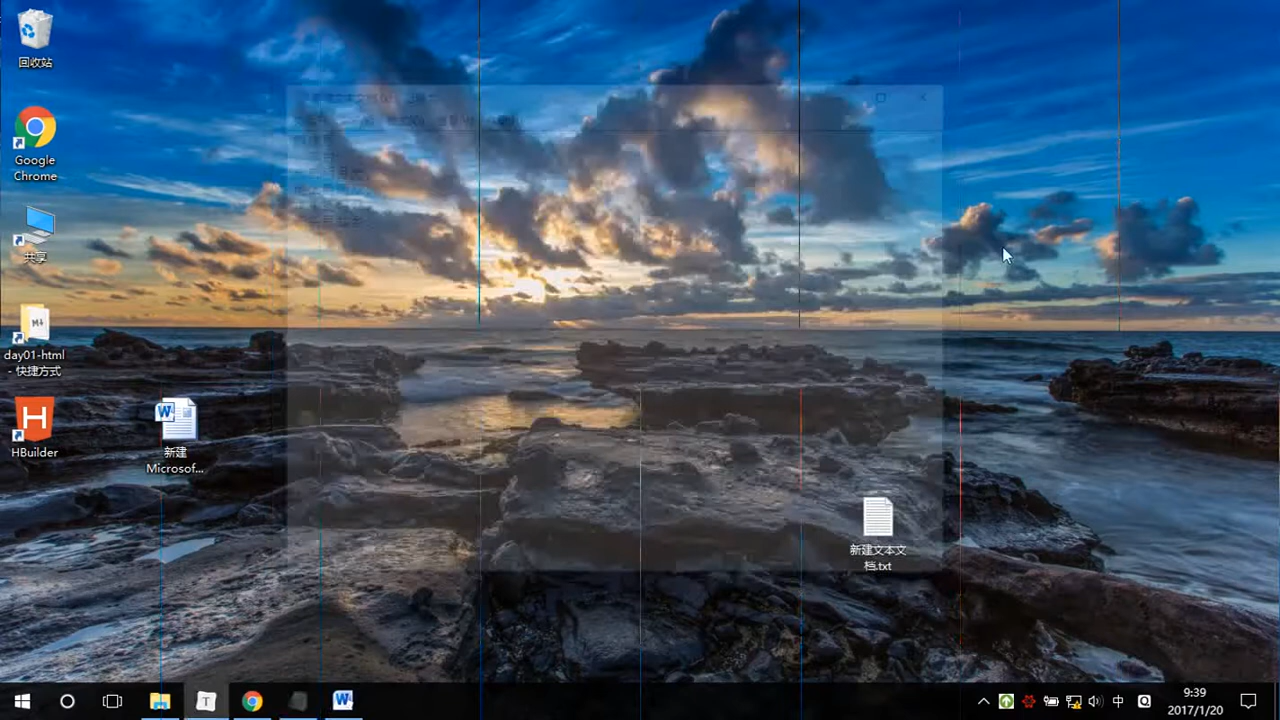 回收站
Google
Chrome
共享
day01-html
- 快捷方式
HBuilder
新建
Microsof...
新建文本文
档.txt
中
9:39
2017/1/20